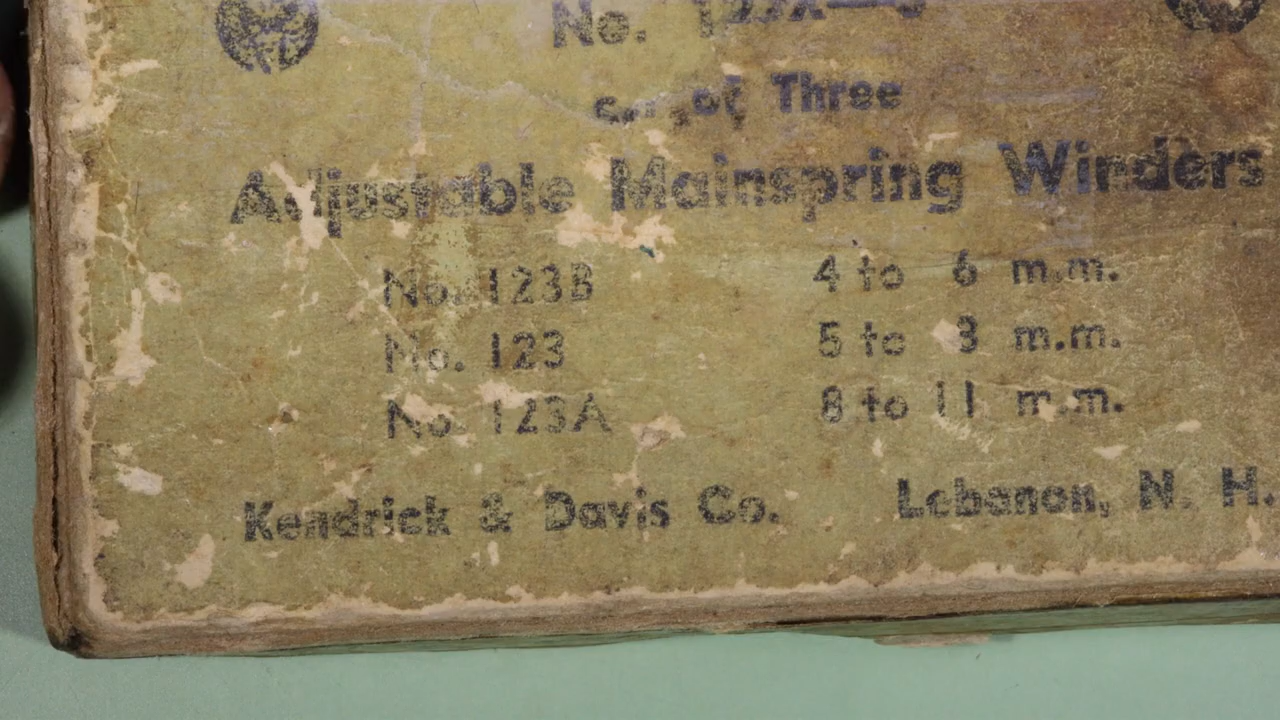 No.
of Three
Adjustable Mainspring Winders
No. 123B 4 to 6 m.m.
No. 123 5 to 8 m.m.
No. 123A 8 to 11 m.m.
Kendrick & Davis Co. Lebanon, N. H.